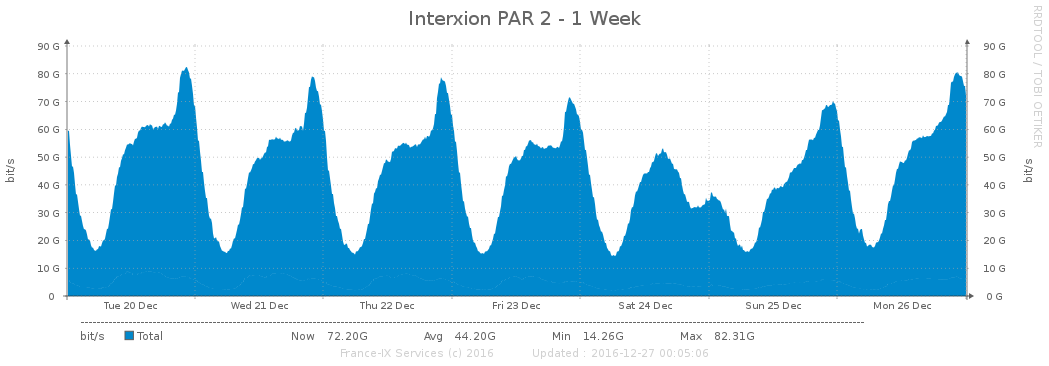 Interxion PAR 2 - 1 Week
RRDTOOL / TOBI OETIKER
90 G 90 G
80 G 80 G
70 G 70 G
60 G 60 G
50 G 50 G
40 G 40 G
30 G 30 G
20 G 20 G
10 G 10 G
0 0 G
bit/s
bit/s
Tue 20 Dec Wed 21 Dec Thu 22 Dec Fri 23 Dec Sat 24 Dec Sun 25 Dec Mon 26 Dec
bit/s Total Now 72.20G Avg 44.20G Min 14.26G Max 82.31G
France-IX Services (c) 2016 Updated : 2016-12-27 00:05:06